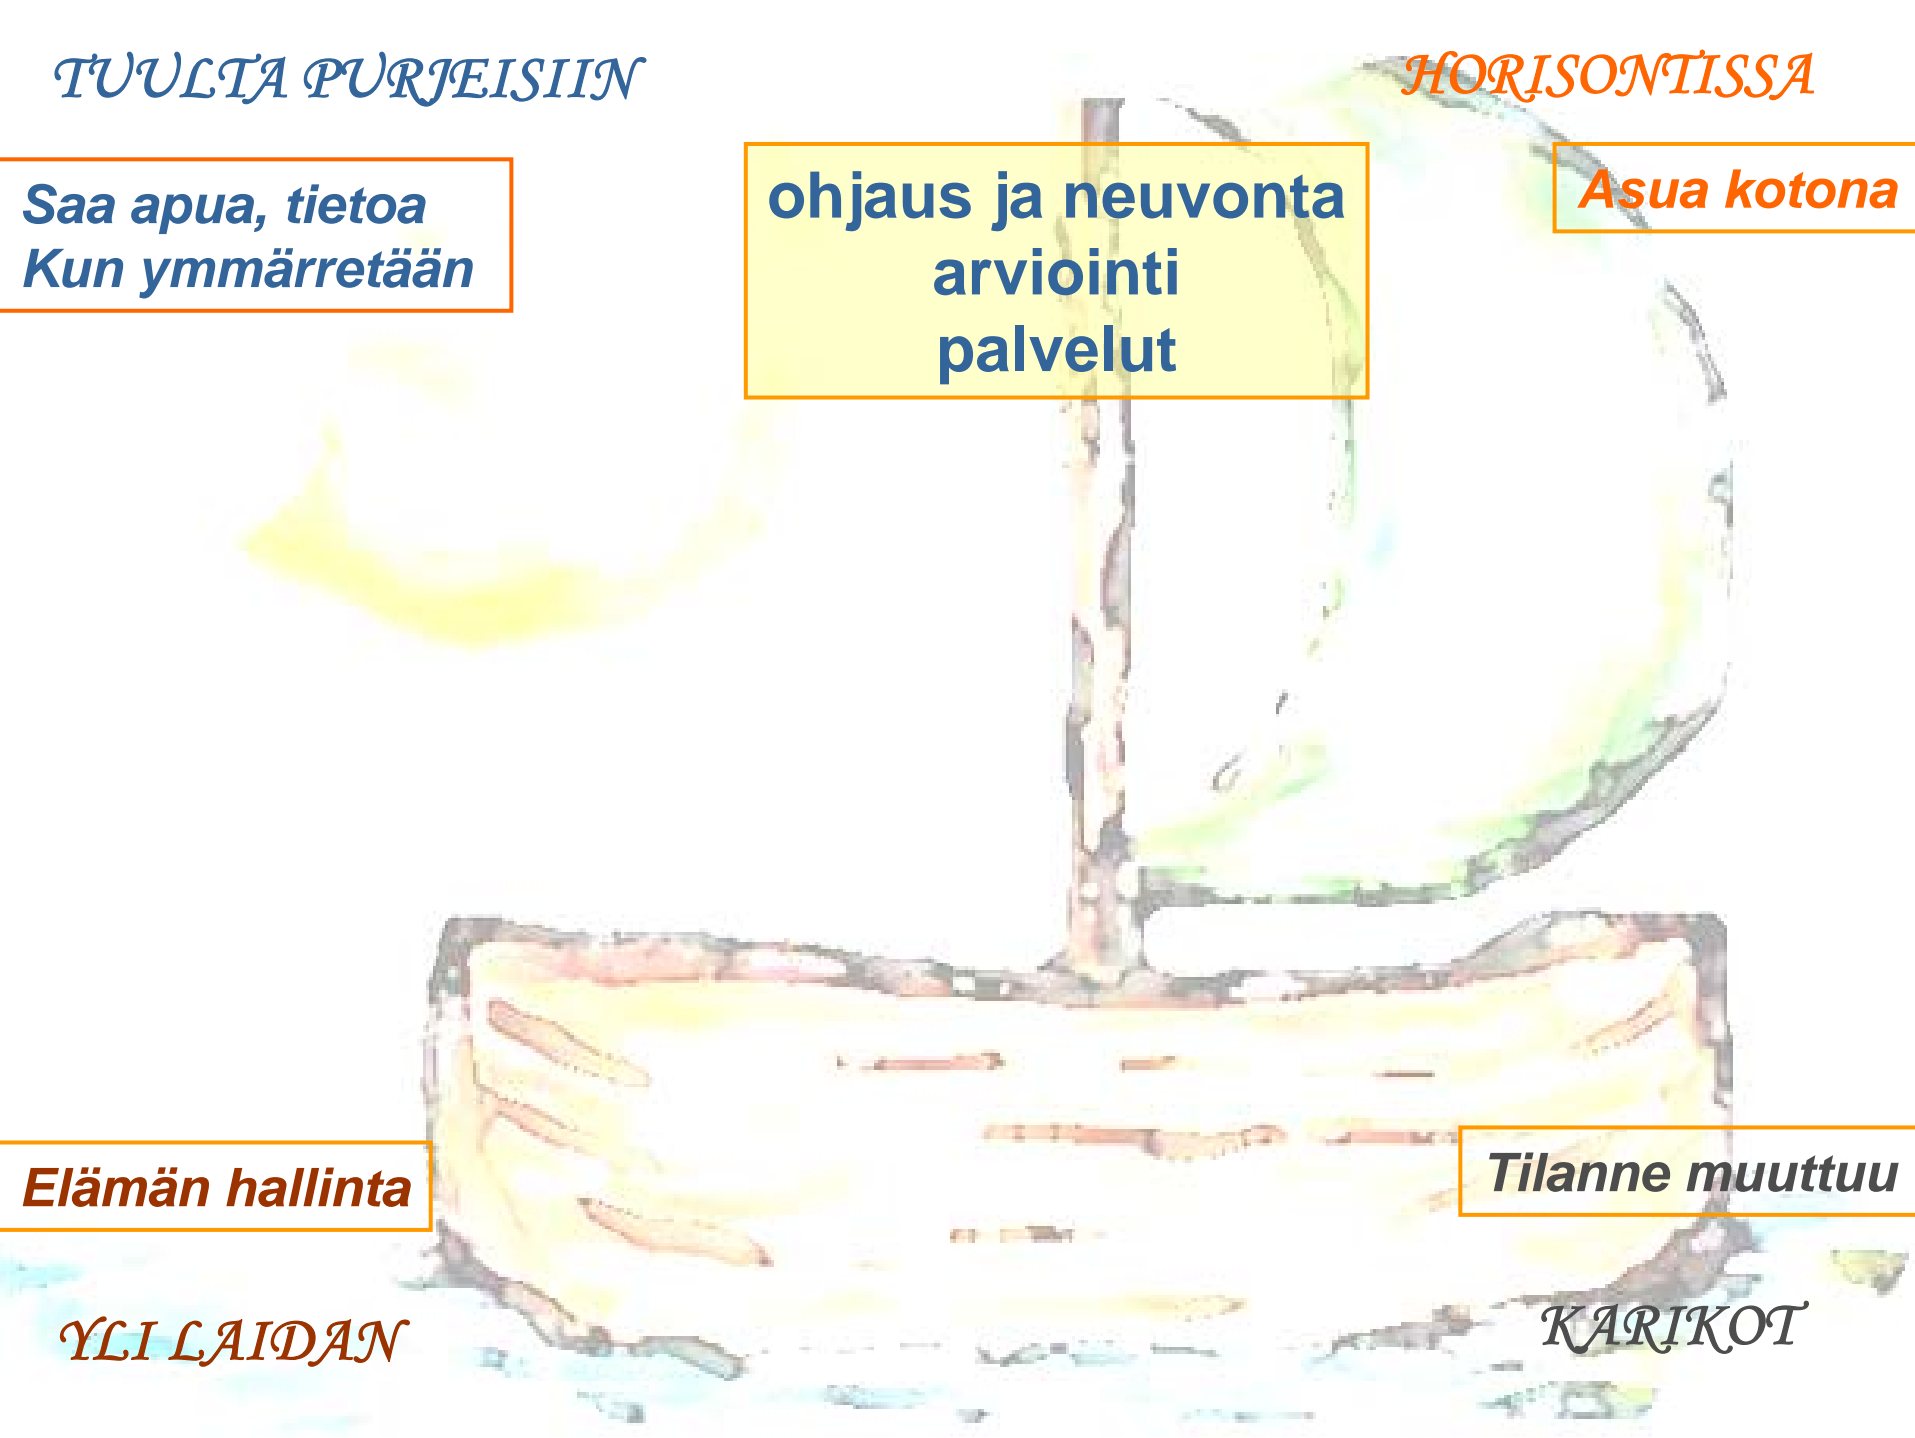 TUULTA PURJEISIIN
HORISONTISSA
Saa apua, tietoa
Kun ymmärretään
ohjaus ja neuvonta
arviointi
palvelut
Asua kotona
Elämän hallinta
Tilanne muuttuu
YLI LAIDAN
KARIKOT